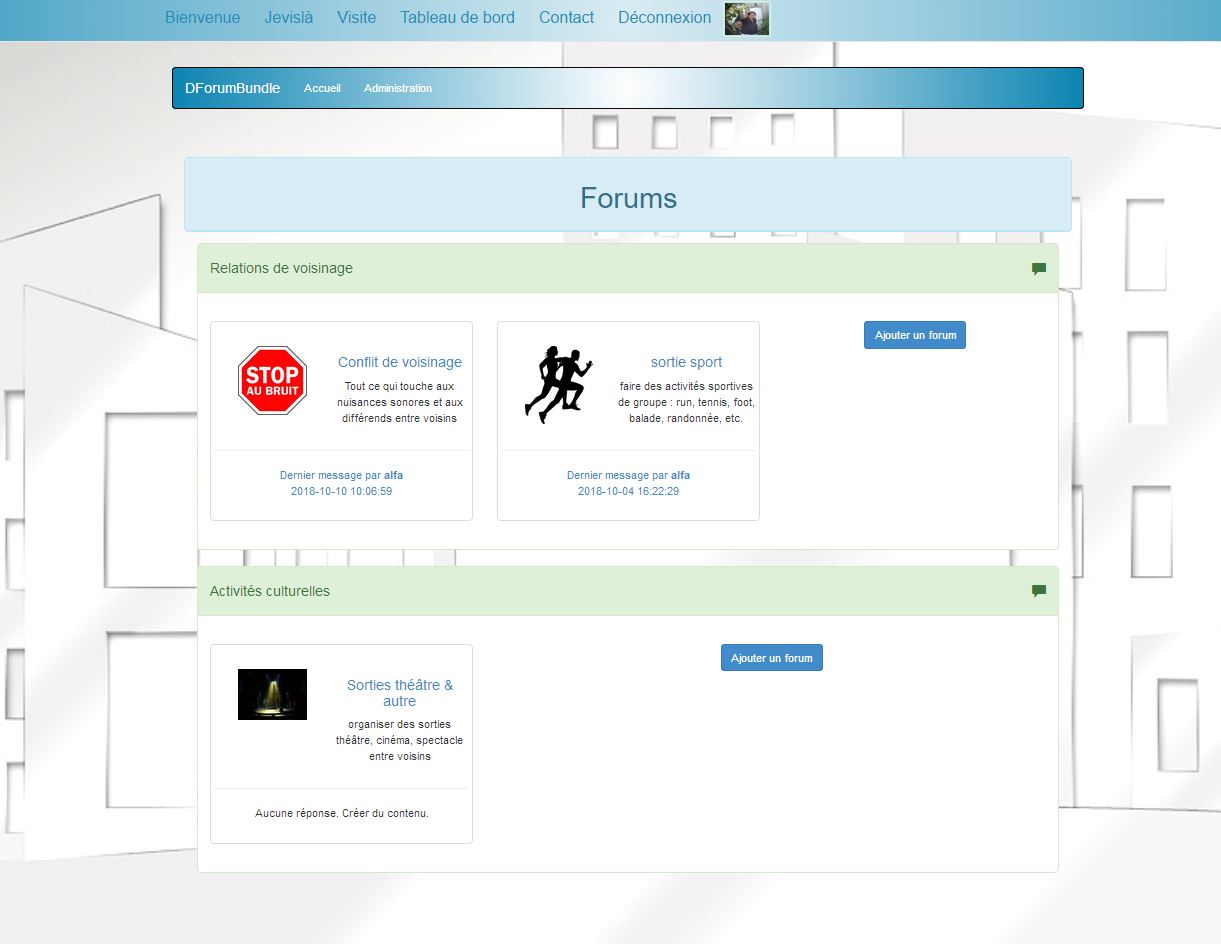 Bienvenue Jevislà Visite Tableau de bord Contact Déconnexion
DForumBundle Accueil Administration
Forums
Relations de voisinage
STOP
AU BRUIT
Conflit de voisinage
Tout ce qui touche aux
nuisances sonores et aux
différends entre voisins
Dernier message par alfa
2018-10-10 10:06:59
sortie sport
faire des activités sportives
de groupe : run, tennis, foot,
balade, randonnée, etc.
Dernier message par alfa
2018-10-04 16:22:29
Ajouter un forum
Activités culturelles
Sorties théâtre &
autre
organiser des sorties
théâtre, cinéma, spectacle
entre voisins
Aucune réponse. Créer du contenu.
Ajouter un forum